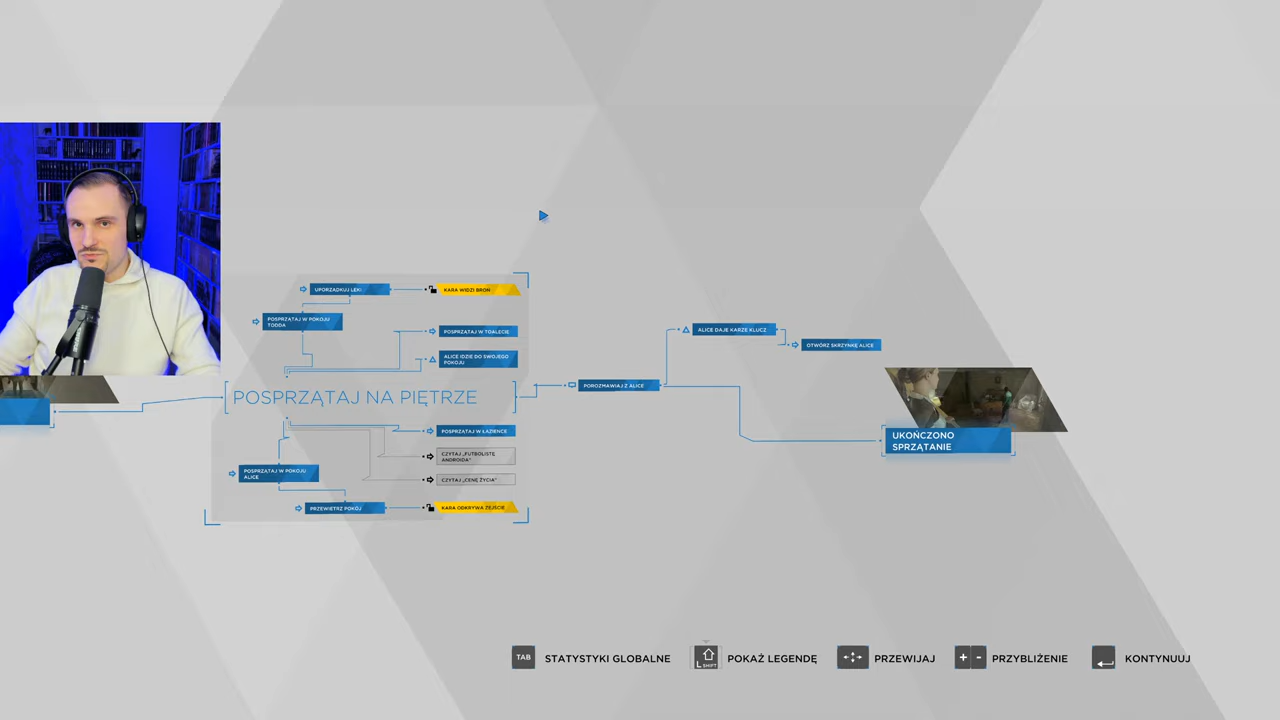 UPORZĄDKUJ LEKI
KARA WIDZI BROŃ
POSPRZĄTAJ W POKOJU
TODDA
POSPRZĄTAJ W TOALECIE
ALICE IDZIE DO SWOJEGO
POKOJU
POSPRZĄTAJ NA PIĘTRZE
POSPRZĄTAJ W ŁAZIENCE
CZYTAJ „FUTBOLISTĘ
ANDROIDA”
POSPRZĄTAJ W POKOJU
ALICE
CZYTAJ „CENĘ ŻYCIA”
PRZEWIETRZ POKÓJ
KARA ODKRYWA ZEJŚCIE
POROZMAWIAJ Z ALICE
ALICE DAJE KARZE KLUCZ
OTWÓRZ SKRZYNKĘ ALICE
UKOŃCZONO
SPRZĄTANIE
TAB STATYSTYKI GLOBALNE
L SHIFT POKAŻ LEGENDĘ
PRZEWIJAJ
+ - PRZYBLIŻENIE
KONTYNUUJ